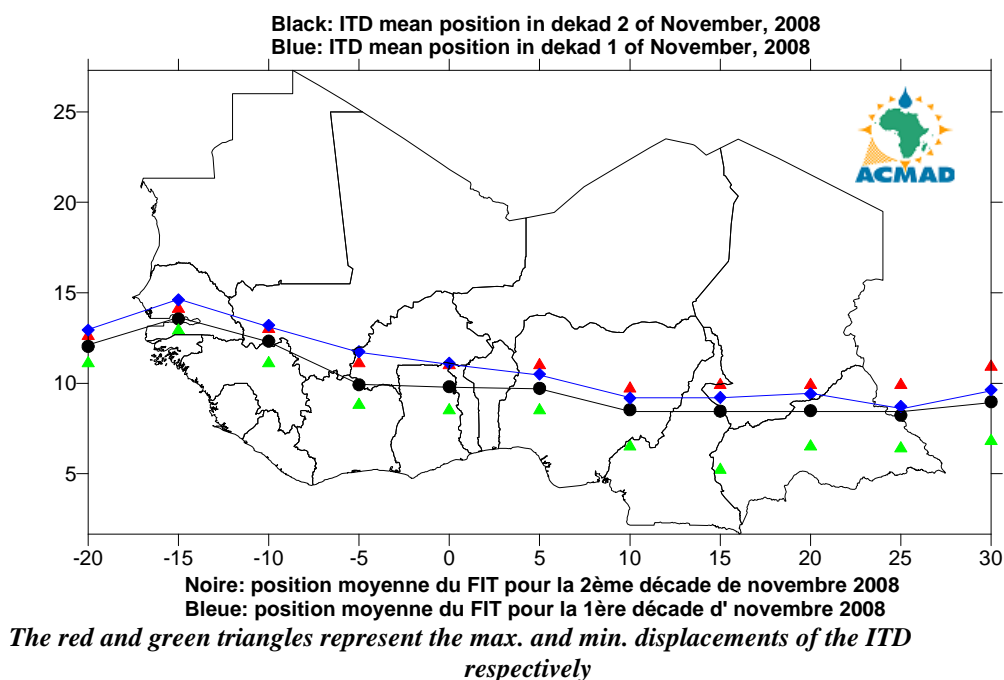 Black: ITD mean position in dekad 2 of November, 2008
Blue: ITD mean position in dekad 1 of November, 2008
25
20
15
10
5
ACMAD
-20 -15 -10 -5 0 5 10 15 20 25 30
Noire: position moyenne du FIT pour la 2ème décade de novembre 2008
Bleue: position moyenne du FIT pour la 1ère décade d' novembre 2008
The red and green triangles represent the max. and min. displacements of the ITD
respectively